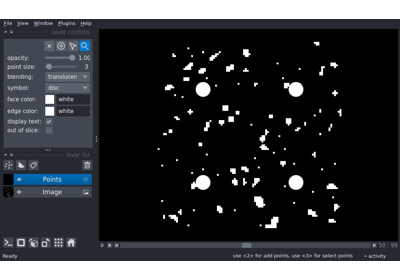 File View Window Plugins Help
layer controls
opacity: 1.00
point size: 3
blending: translucen
symbol: disc
face color: white
edge color: white
display text:
out of slice:
layer list
Points
Image
0 50 99
Ready use <2> for add points, use <3> for select points activity